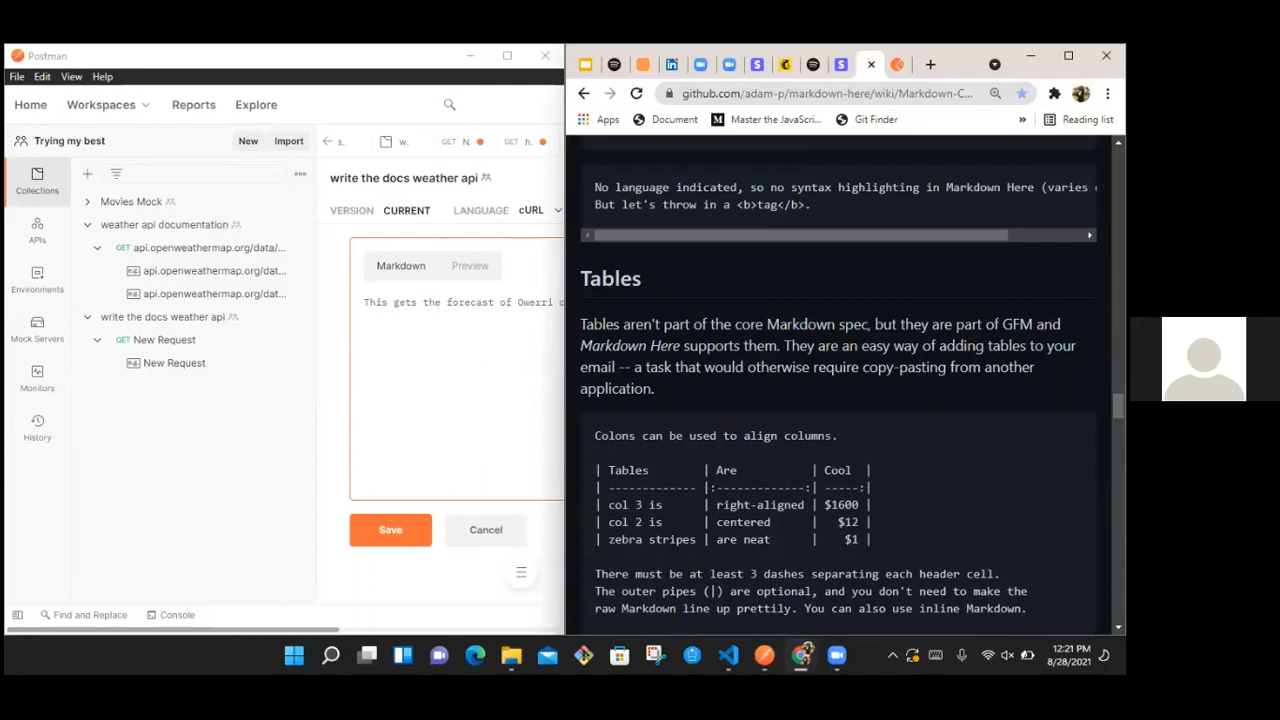 Postman
File Edit View Help
Home Workspaces Reports Explore
Trying my best New Import
Collections
APIs
Environments
Mock Servers
Monitors
History
Movies Mock
weather api documentation
GET api.openweathermap.org/data/...
api.openweathermap.org/dat...
api.openweathermap.org/dat...
write the docs weather api
GET New Request
New Request
s.. w. GET N. GET h.
write the docs weather api
VERSION CURRENT LANGUAGE cURL
Markdown Preview
This gets the forecast of Owerri c
Save Cancel
Find and Replace Console
github.com/adam-p/markdown-here/wiki/Markdown-C...
Apps Document Master the JavaScri... Git Finder » Reading list
No language indicated, so no syntax highlighting in Markdown Here (varies
But let's throw in a <b>tag</b>.
Tables
Tables aren't part of the core Markdown spec, but they are part of GFM and
Markdown Here supports them. They are an easy way of adding tables to your
email -- a task that would otherwise require copy-pasting from another
application.
Colons can be used to align columns.
| Tables | Are | Cool |
| ------------- |:-------------:| -----:|
| col 3 is | right-aligned | $1600 |
| col 2 is | centered | $12 |
| zebra stripes | are neat | $1 |
There must be at least 3 dashes separating each header cell.
The outer pipes (|) are optional, and you don't need to make the
raw Markdown line up prettily. You can also use inline Markdown.
12:21 PM
8/28/2021